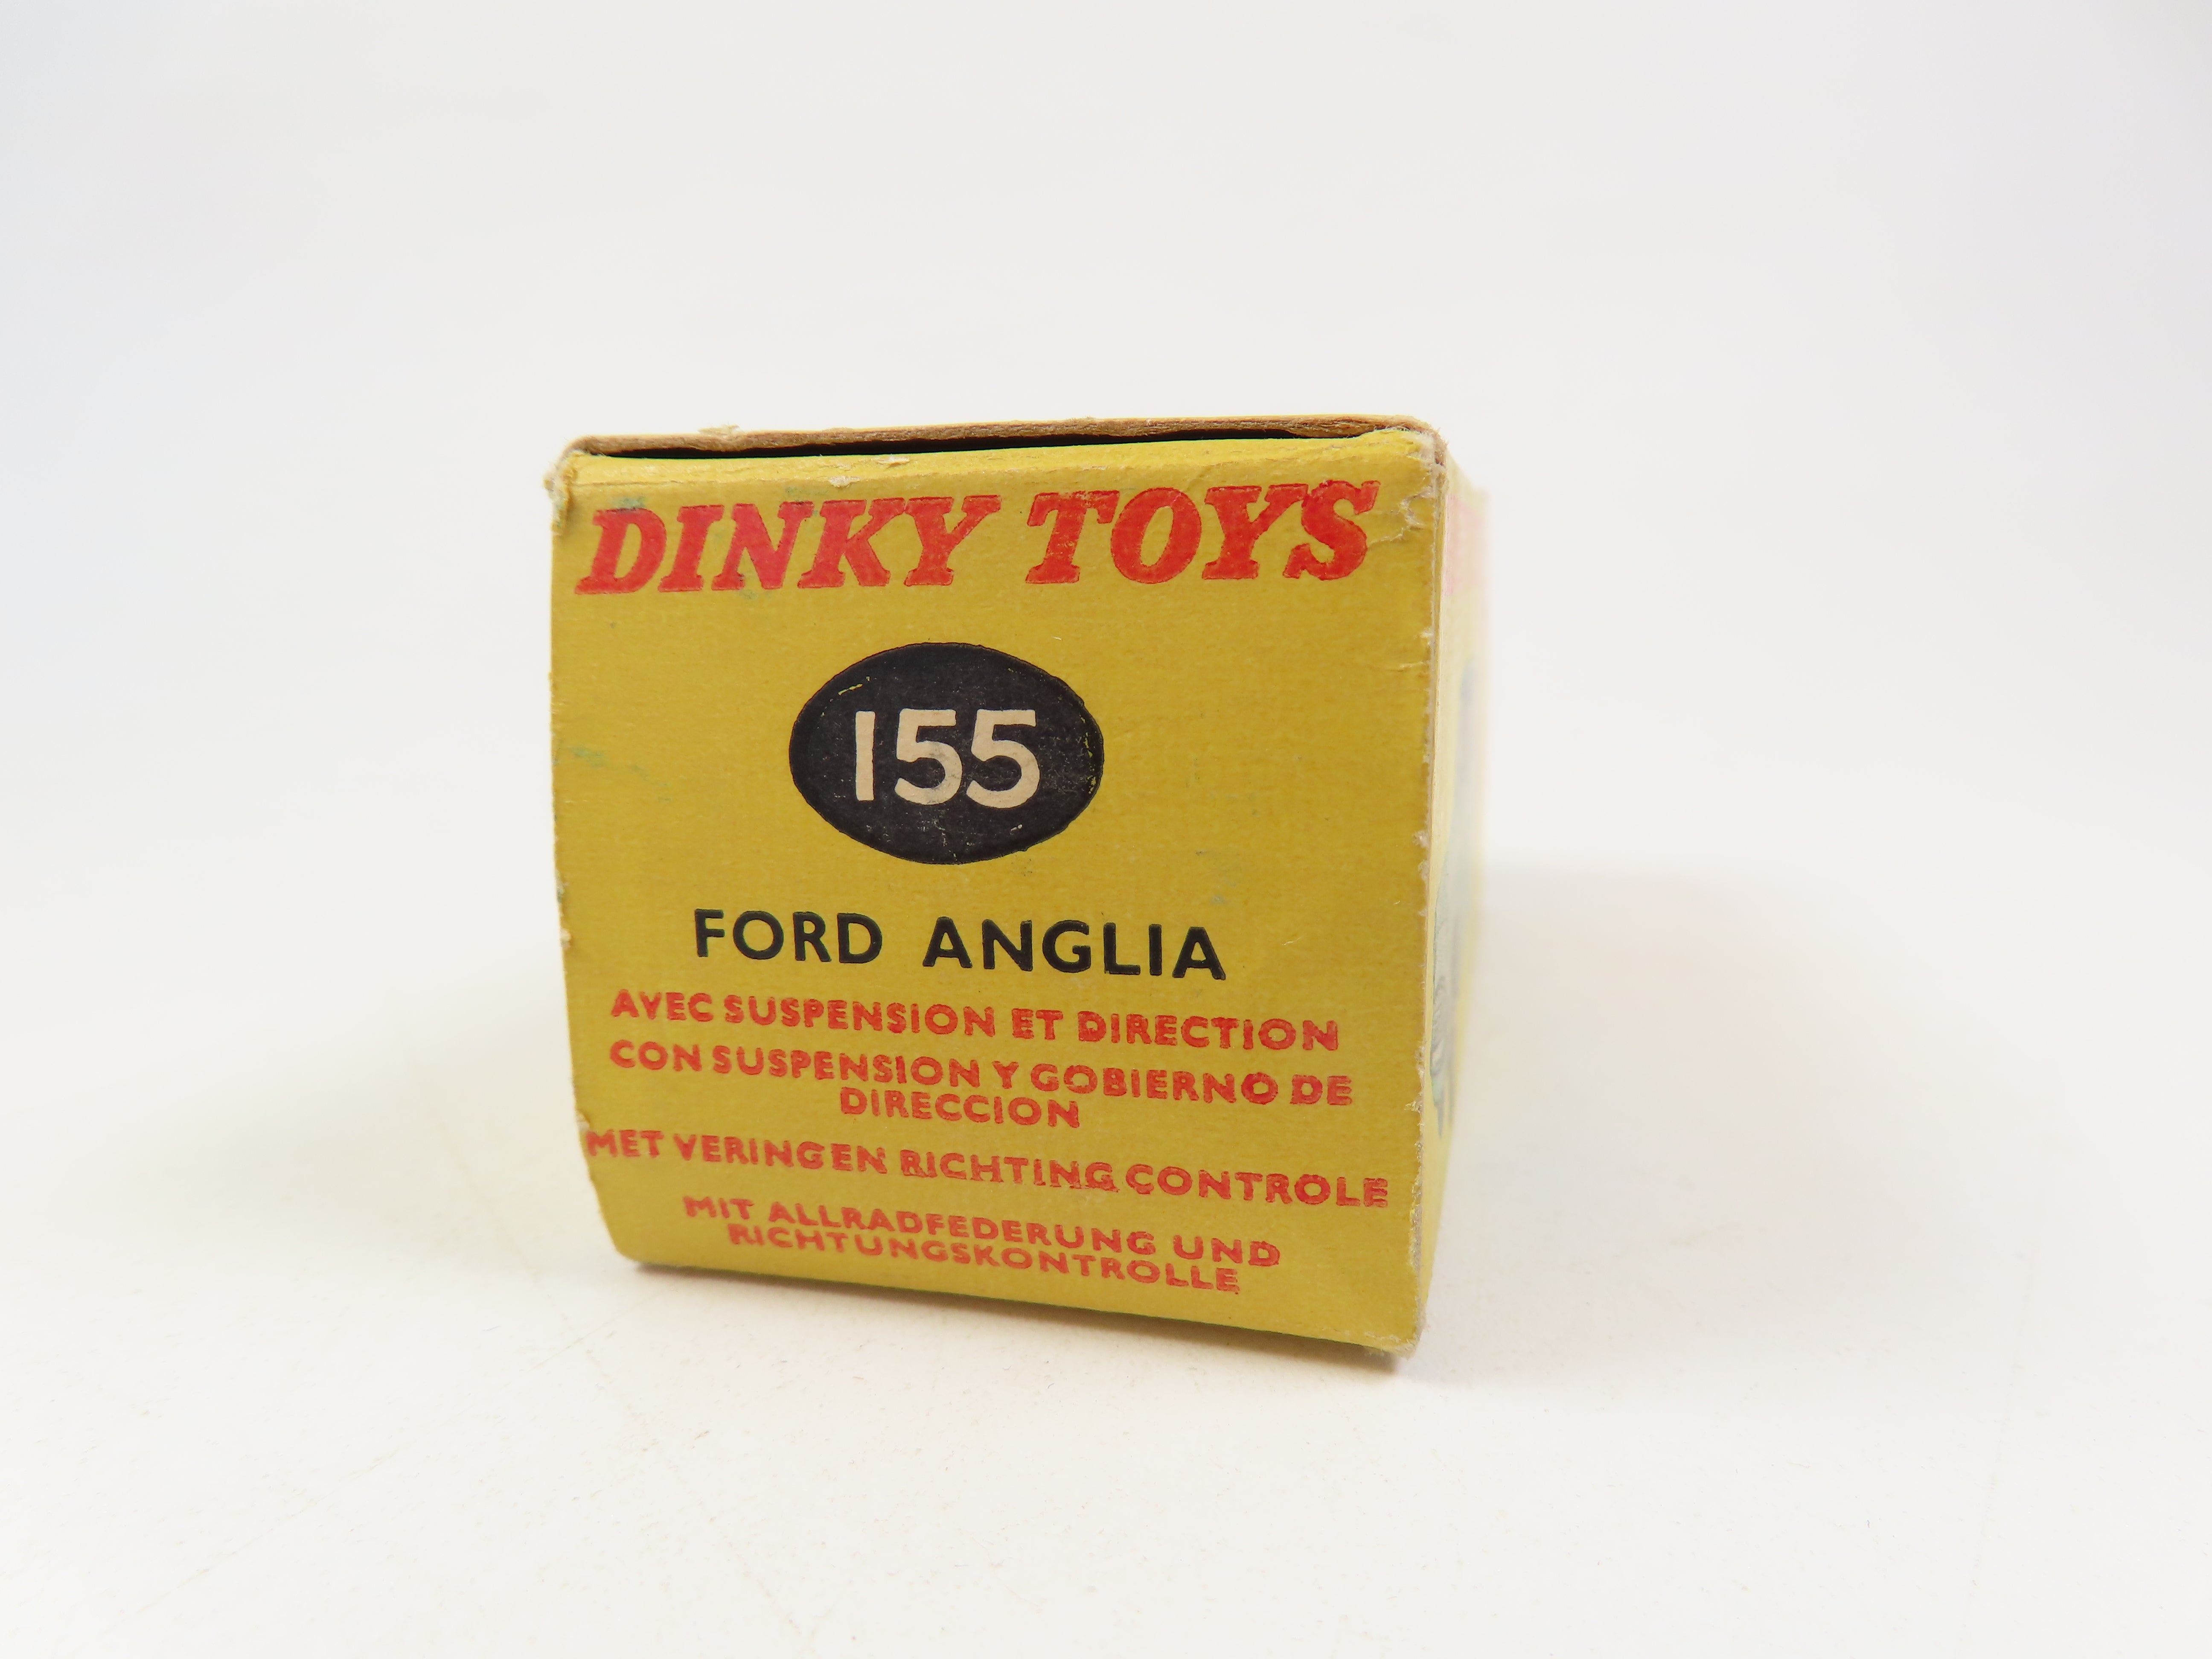 DINKY TOYS
155
FORD ANGLIA
AVEC SUSPENSION ET DIRECTION
CON SUSPENSION Y GOBIERNO DE
DIRECCION
MET VERINGEN RICHTING CONTROLE
MIT ALLRADFEDERUNG UND
RICHTUNGSKONTROLLE